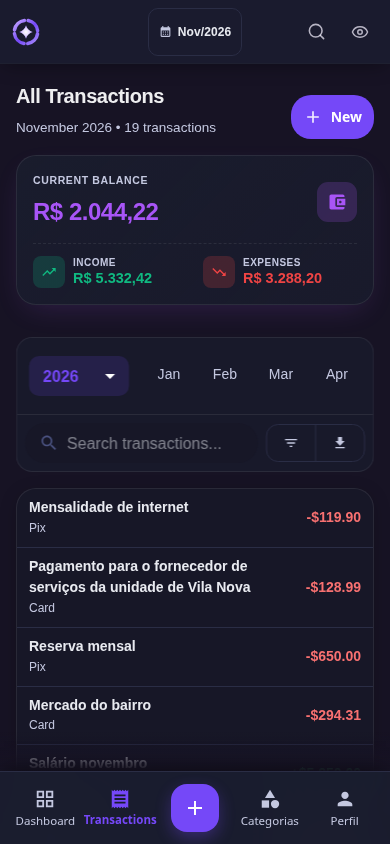 Nov/2026
All Transactions
November 2026 • 19 transactions
New
CURRENT BALANCE
R$ 2.044,22
INCOME
R$ 5.332,42
EXPENSES
R$ 3.288,20
2026
Jan
Feb
Mar
Apr
Search transactions...
Mensalidade de internet
Pix
-$119.90
Pagamento para o fornecedor de
serviços da unidade de Vila Nova
Card
-$128.99
Reserva mensal
Pix
-$650.00
Mercado do bairro
Card
-$294.31
Salário novembro
Dashboard
Transactions
Categorias
Perfil